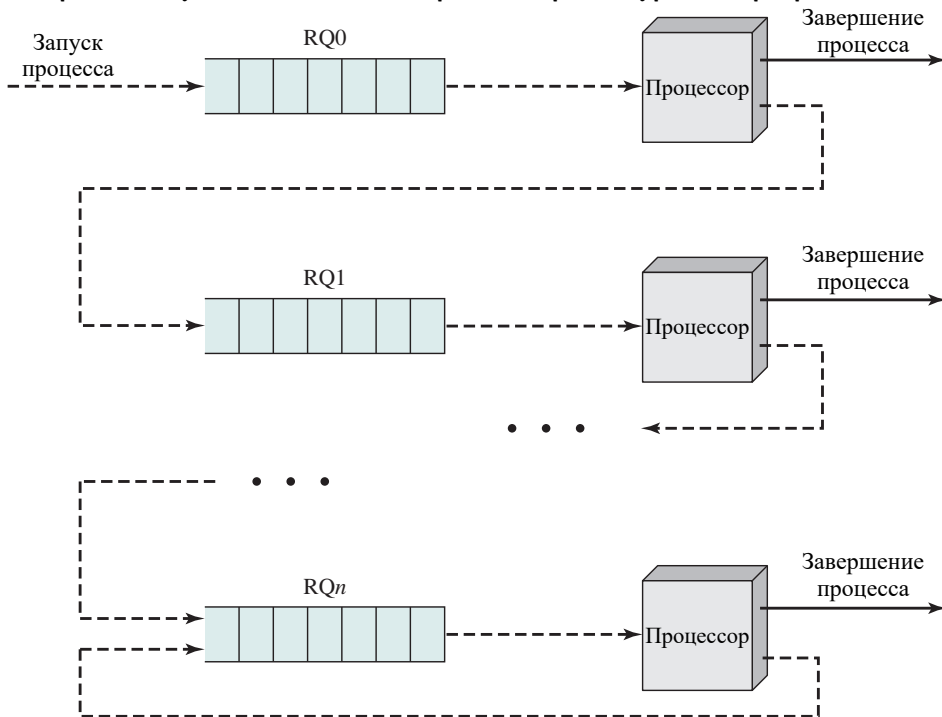 Запуск
процесса
RQ0
Процессор
Завершение
процесса
RQ1
Процессор
Завершение
процесса
RQn
Процессор
Завершение
процесса